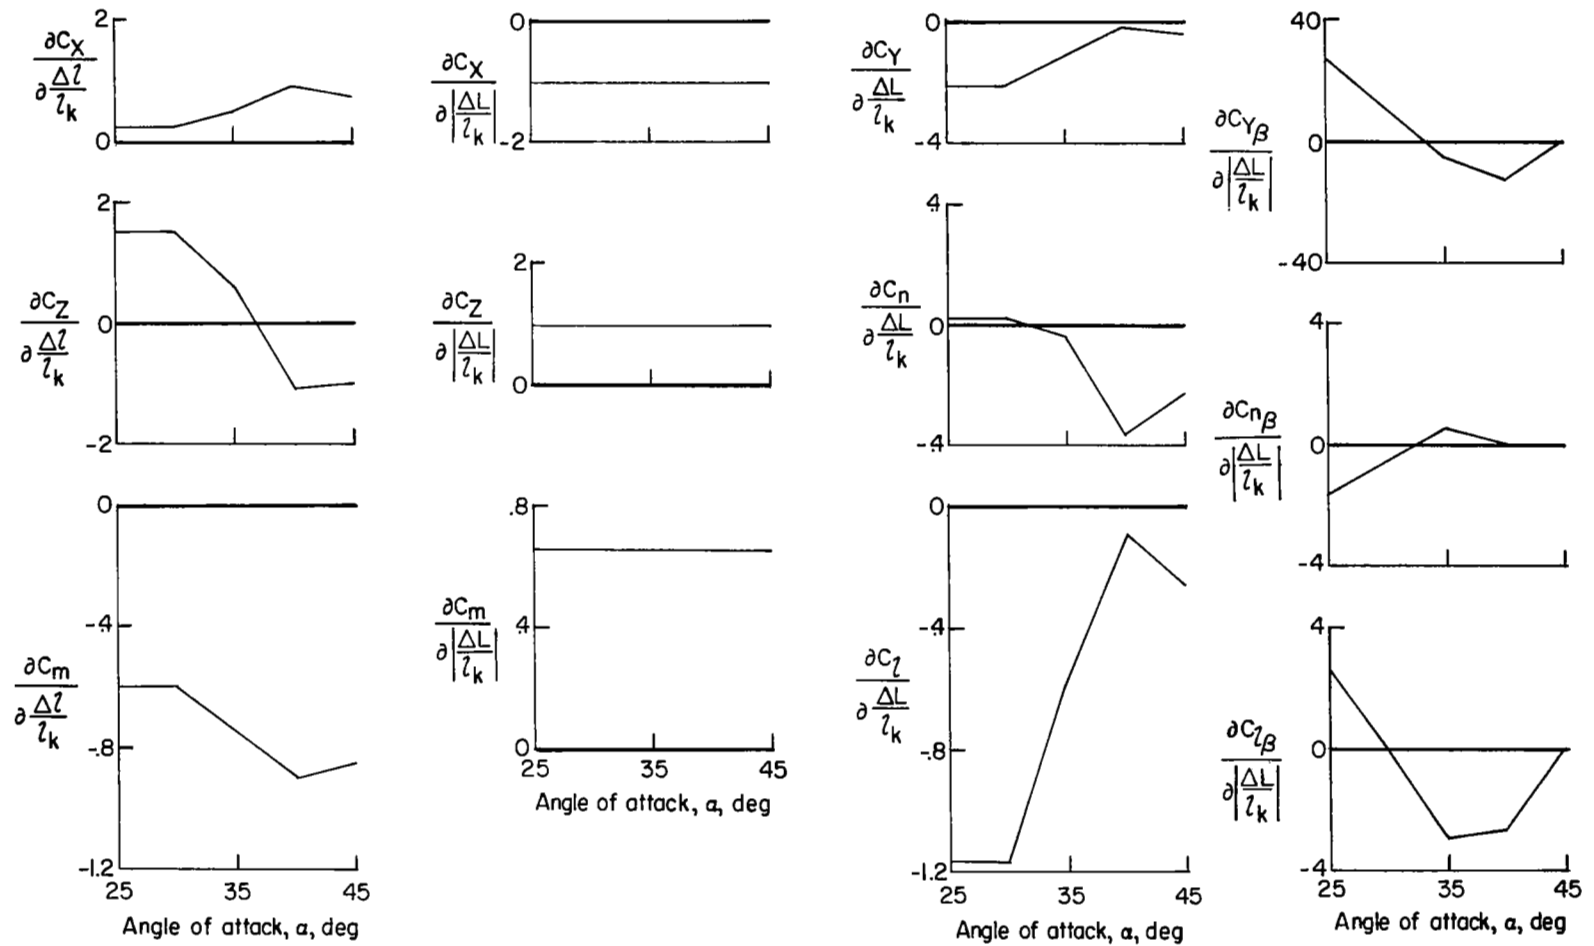 2
∂C_X
∂ Δl
l_k
0
2
∂C_Z
0
∂ Δl
l_k
-2
0
-.4
∂C_m
∂ Δl
l_k
-.8
-1.2
25 35 45
Angle of attack, α, deg
0
∂C_X
∂|ΔL
l_k|
-2
2
∂C_Z
∂|ΔL
l_k|
0
.8
∂C_m
.4
∂|ΔL
l_k|
0
25 35 45
Angle of attack, α, deg
0
∂C_Y
∂ ΔL
l_k
-4
.4
∂C_n
0
∂ ΔL
l_k
-.4
0
-.4
∂C_l
∂ ΔL
l_k
-.8
-1.2
25 35 45
Angle of attack, α, deg
40
∂C_Yβ
0
∂|ΔL
l_k|
-40
4
∂C_nβ
0
∂|ΔL
l_k|
-4
4
∂C_lβ
0
∂|ΔL
l_k|
-4
25 35 45
Angle of attack, α, deg